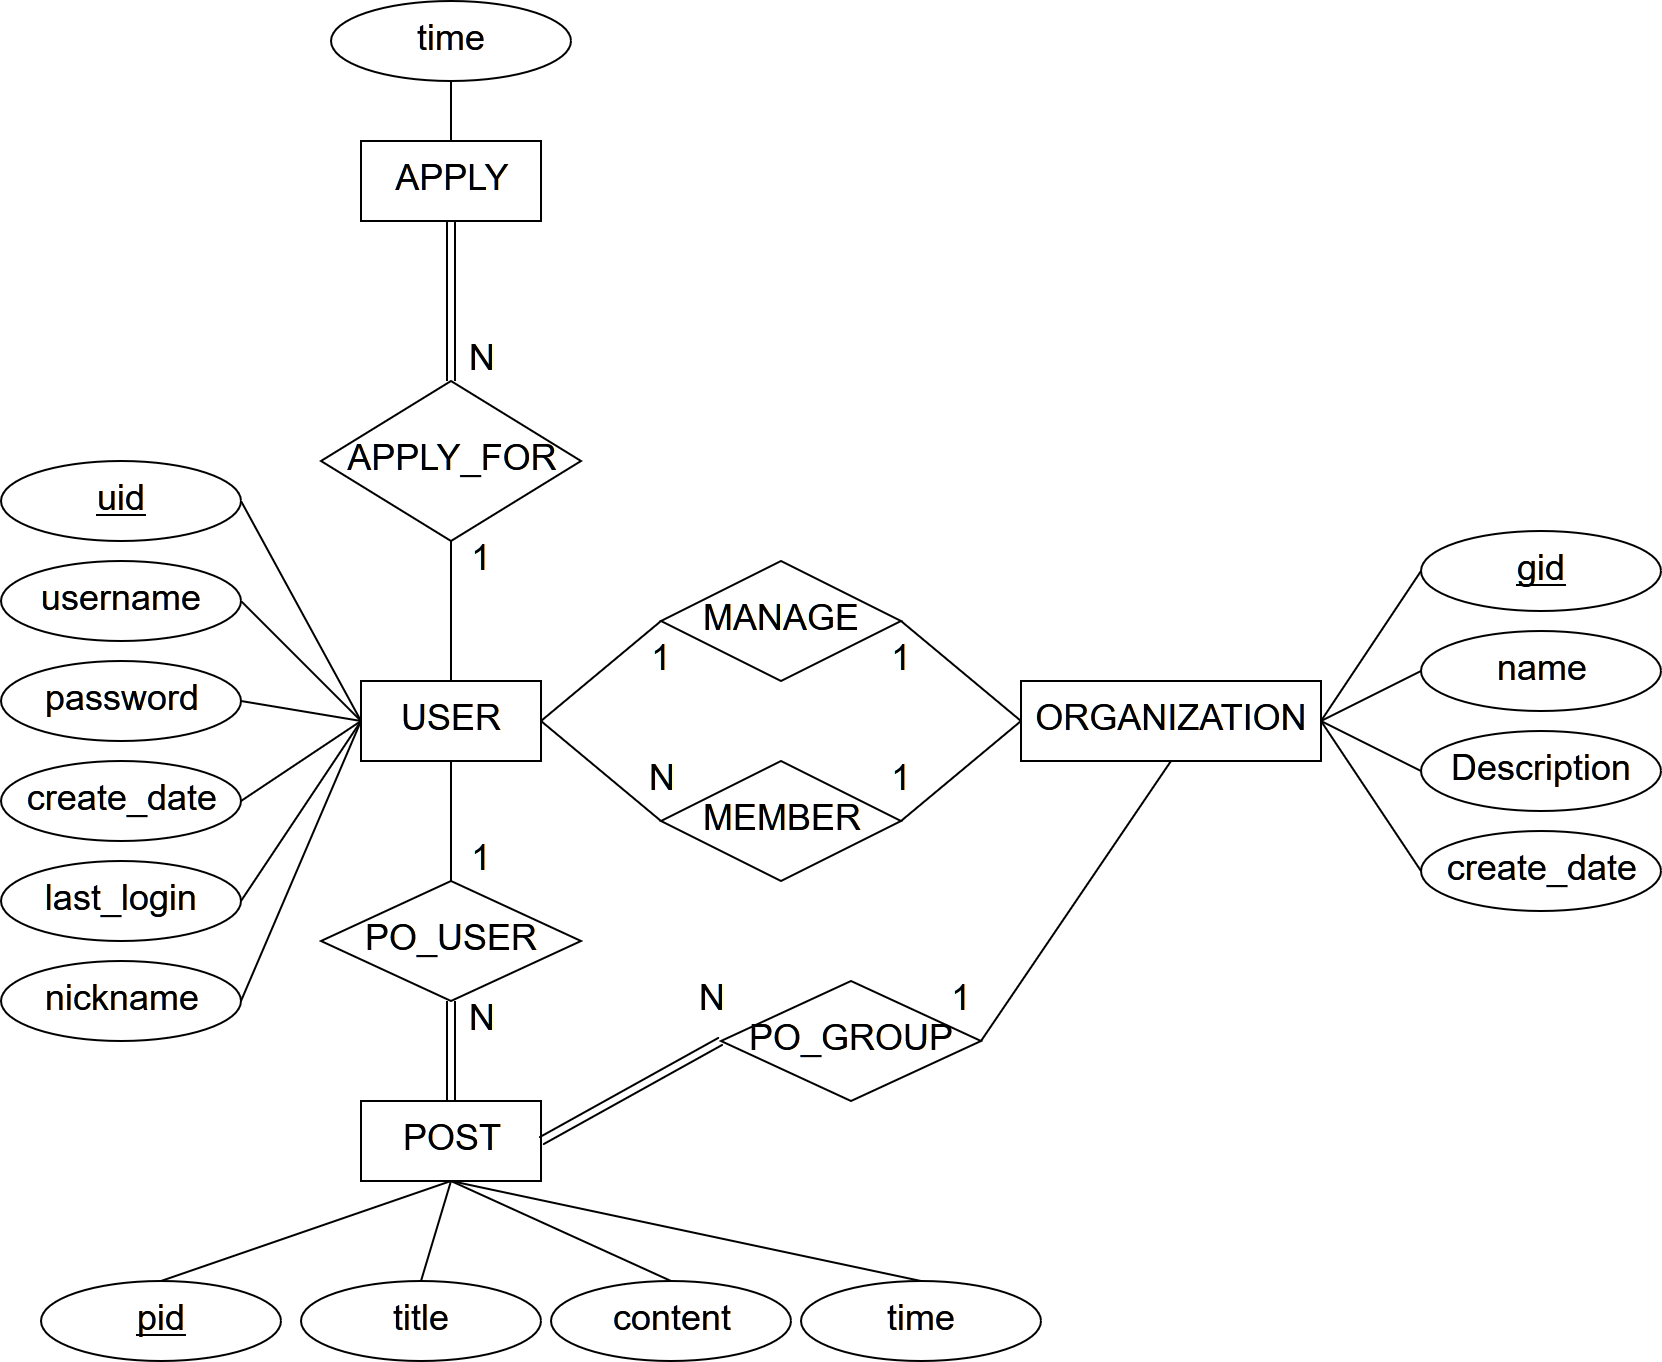 time
APPLY
N
APPLY_FOR
1
uid
username
password
create_date
last_login
nickname
USER
1
MANAGE
1
N
MEMBER
1
ORGANIZATION
gid
name
Description
create_date
1
PO_USER
N
N
PO_GROUP
1
POST
pid
title
content
time